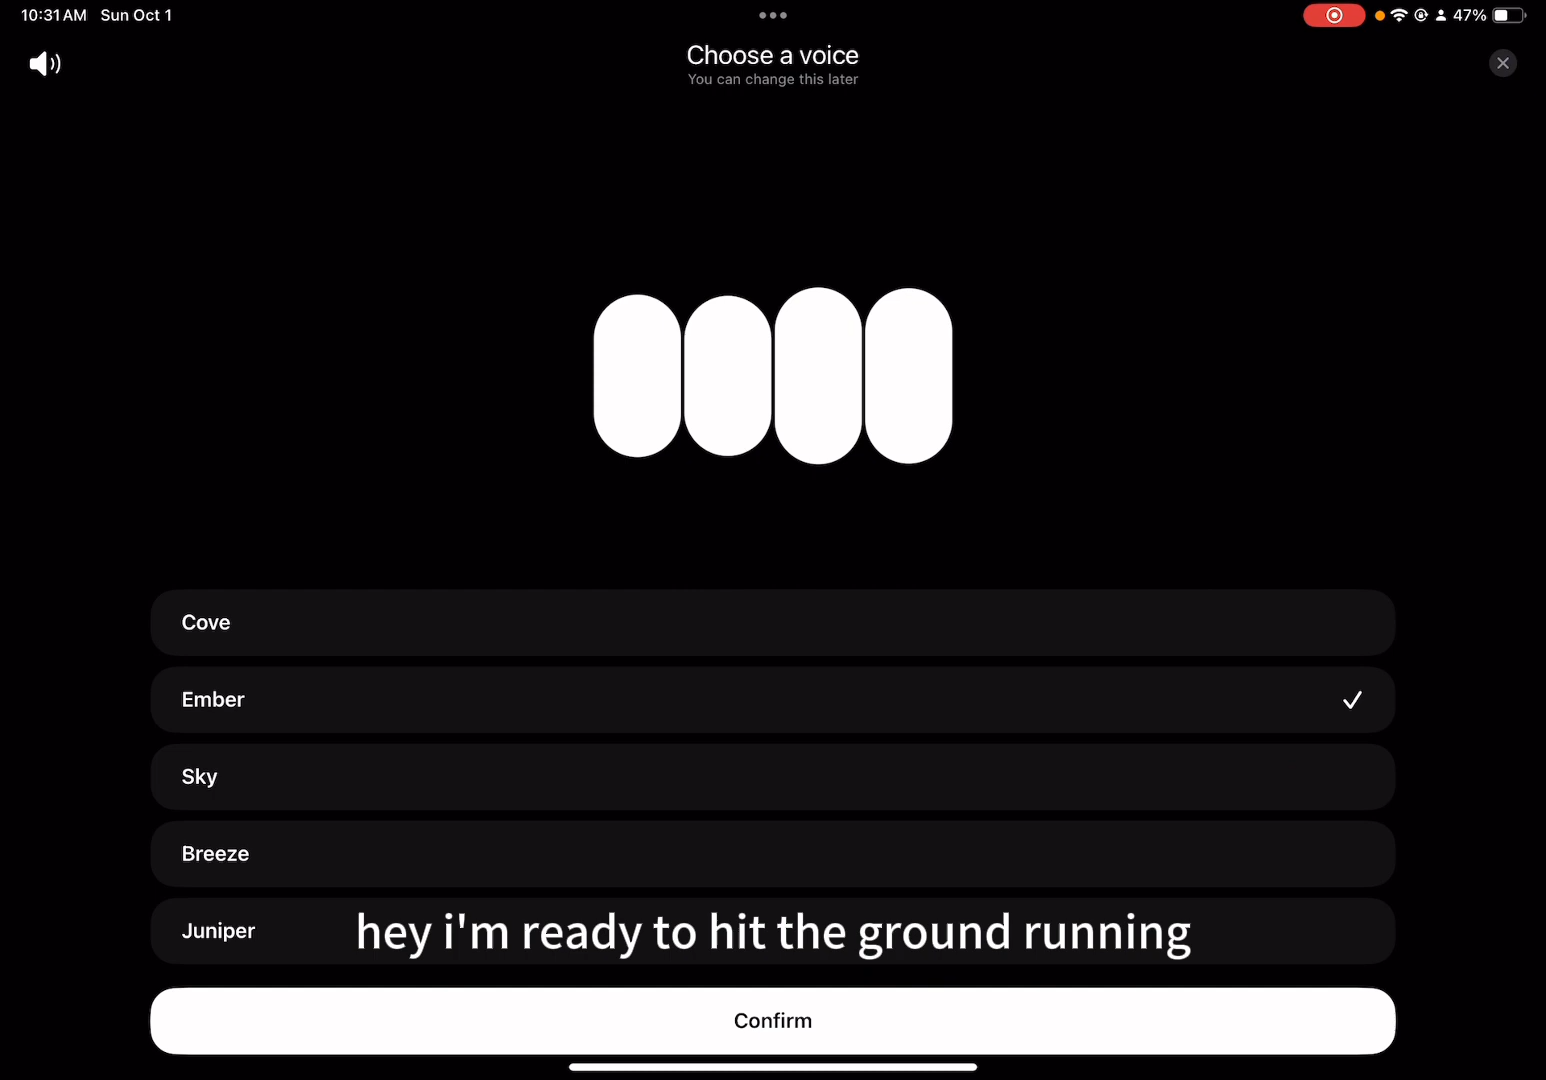 10:31 AM Sun Oct 1
47%
Choose a voice
You can change this later
Cove
Ember
Sky
Breeze
Juniper
hey i'm ready to hit the ground running
Confirm